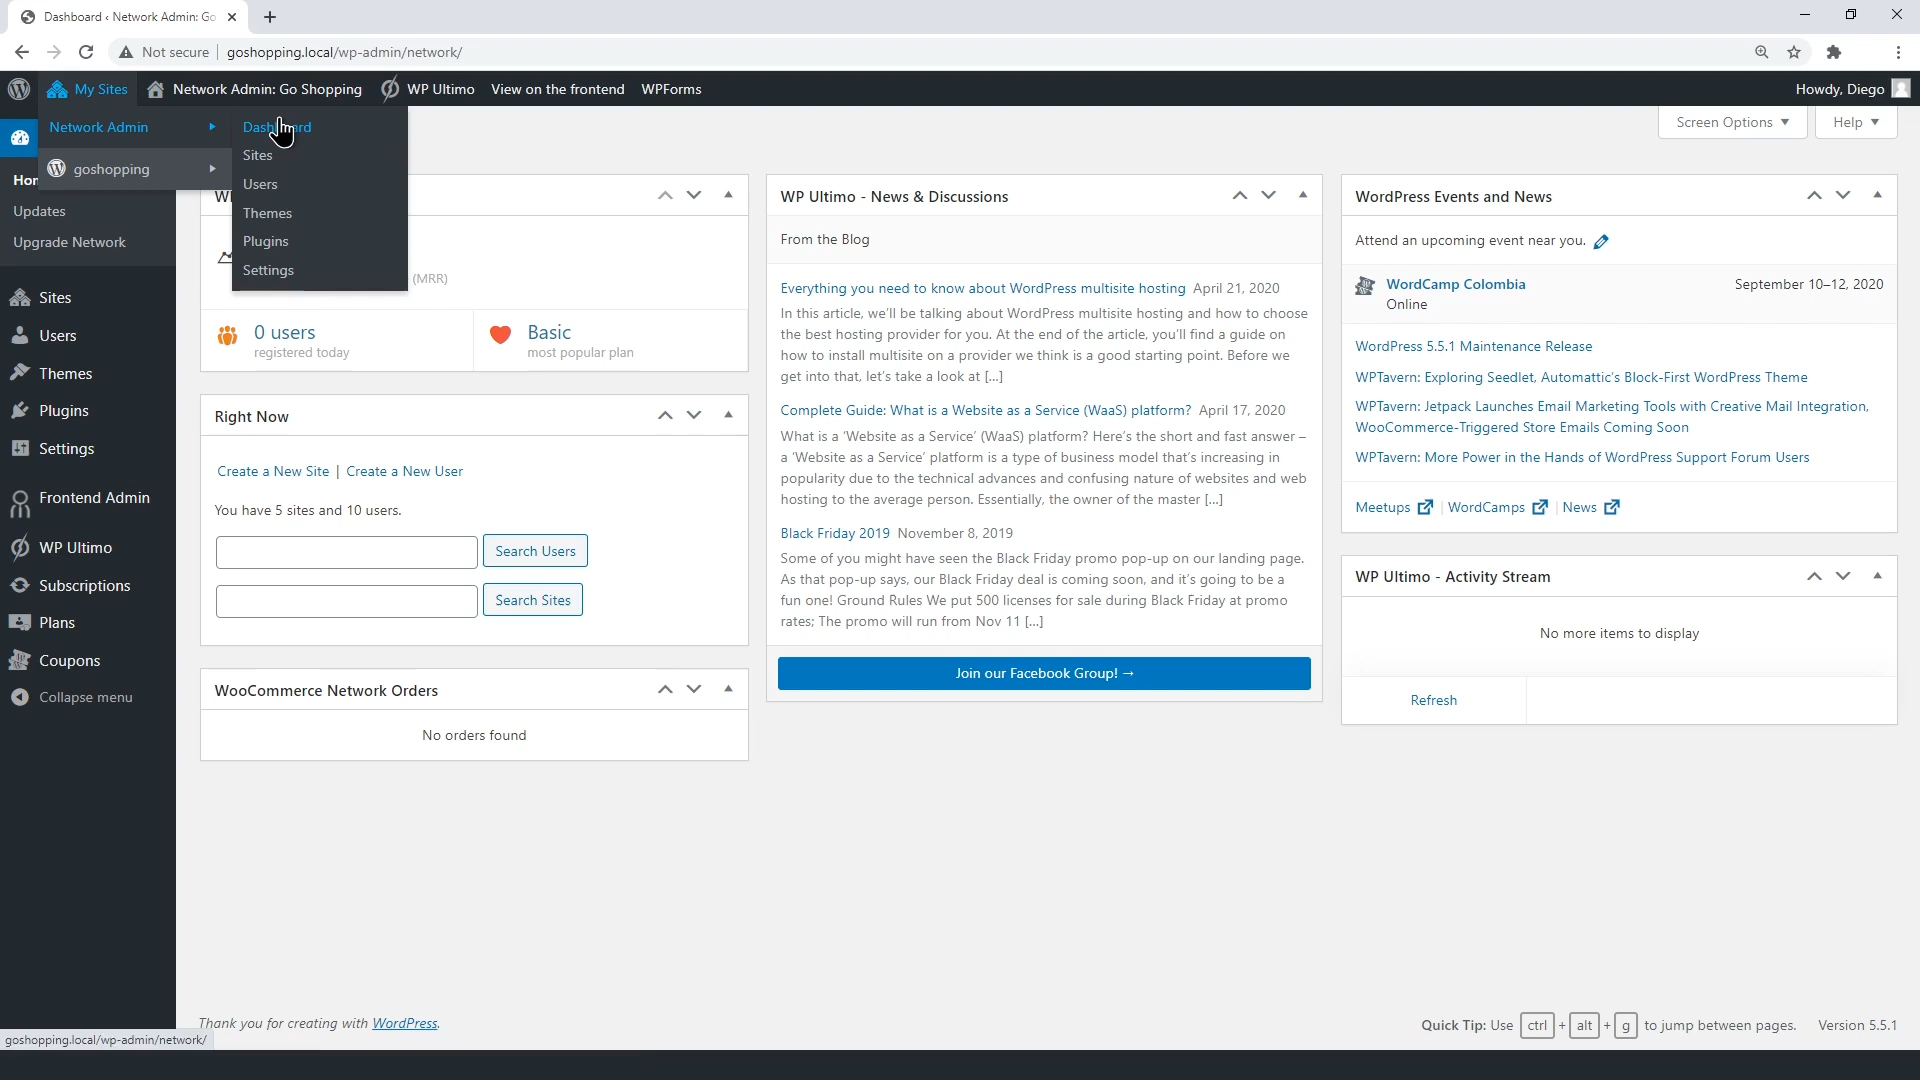 Dashboard ‹ Network Admin: Go
Not secure
goshopping.local/wp-admin/network/
My Sites
Network Admin: Go Shopping
WP Ultimo
View on the frontend
WPForms
Howdy, Diego
Network Admin
goshopping
Dashboard
Sites
Users
Themes
Plugins
Settings
Screen Options
Help
Updates
Upgrade Network
Sites
Users
Themes
Plugins
Settings
Frontend Admin
WP Ultimo
Subscriptions
Plans
Coupons
Collapse menu
(MRR)
0 users
registered today
Basic
most popular plan
Right Now
Create a New Site | Create a New User
You have 5 sites and 10 users.
Search Users
Search Sites
WooCommerce Network Orders
No orders found
WP Ultimo - News & Discussions
From the Blog
Everything you need to know about WordPress multisite hosting April 21, 2020
In this article, we'll be talking about WordPress multisite hosting and how to choose
the best hosting provider for you. At the end of the article, you'll find a guide on
how to install multisite on a provider we think is a good starting point. Before we
get into that, let's take a look at [...]
Complete Guide: What is a Website as a Service (WaaS) platform? April 17, 2020
What is a 'Website as a Service' (WaaS) platform? Here's the short and fast answer –
a 'Website as a Service' platform is a type of business model that's increasing in
popularity due to the technical advances and confusing nature of websites and web
hosting to the average person. Essentially, the owner of the master [...]
Black Friday 2019 November 8, 2019
Some of you might have seen the Black Friday promo pop-up on our landing page.
As that pop-up says, our Black Friday deal is coming soon, and it's going to be a
fun one! Ground Rules We put 500 licenses for sale during Black Friday at promo
rates; The promo will run from Nov 11 [...]
Join our Facebook Group! →
WordPress Events and News
Attend an upcoming event near you.
WordCamp Colombia
September 10–12, 2020
Online
WordPress 5.5.1 Maintenance Release
WPTavern: Exploring Seedlet, Automattic's Block-First WordPress Theme
WPTavern: Jetpack Launches Email Marketing Tools with Creative Mail Integration,
WooCommerce-Triggered Store Emails Coming Soon
WPTavern: More Power in the Hands of WordPress Support Forum Users
Meetups | WordCamps | News
WP Ultimo - Activity Stream
No more items to display
Refresh
Thank you for creating with WordPress.
Quick Tip: Use ctrl + alt + g to jump between pages.
Version 5.5.1
goshopping.local/wp-admin/network/